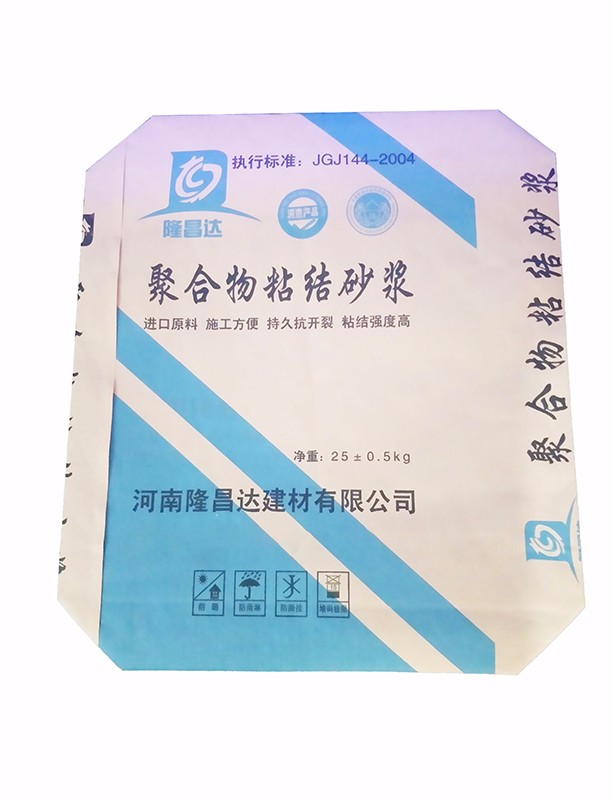 执行标准：JGJ144-2004
隆昌达
聚合物粘结砂浆
进口原料 施工方便 持久抗开裂 粘结强度高
净重：25±0.5kg
河南隆昌达建材有限公司
防雨淋
聚合物粘结砂浆